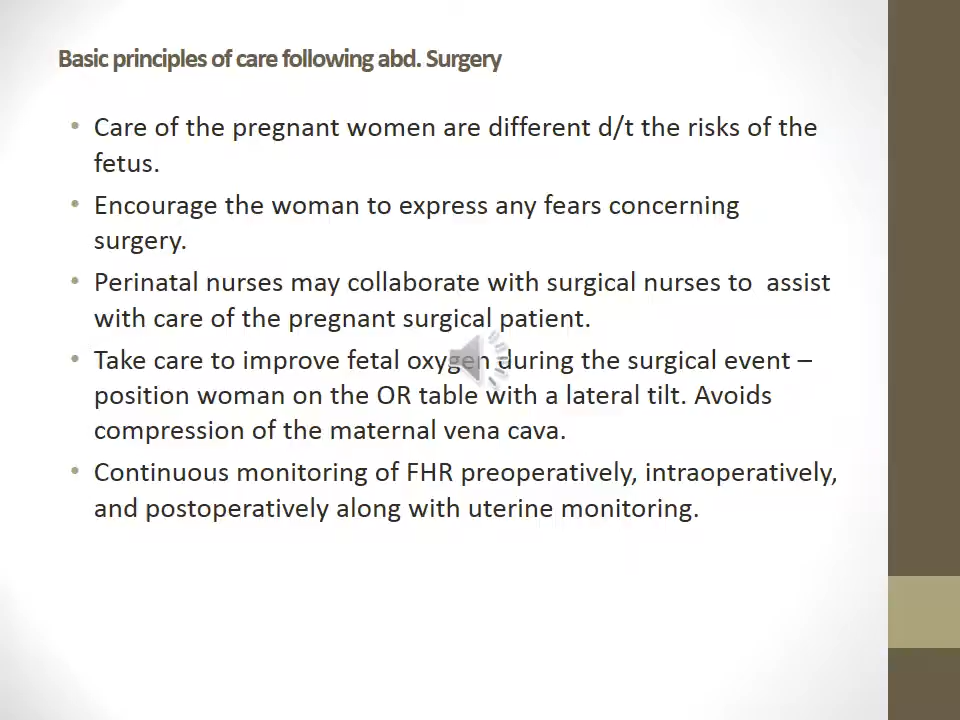 Basic principles of care following abd. Surgery
• Care of the pregnant women are different d/t the risks of the
fetus.
• Encourage the woman to express any fears concerning
surgery.
• Perinatal nurses may collaborate with surgical nurses to  assist
with care of the pregnant surgical patient.
• Take care to improve fetal oxygen during the surgical event –
position woman on the OR table with a lateral tilt. Avoids
compression of the maternal vena cava.
• Continuous monitoring of FHR preoperatively, intraoperatively,
and postoperatively along with uterine monitoring.